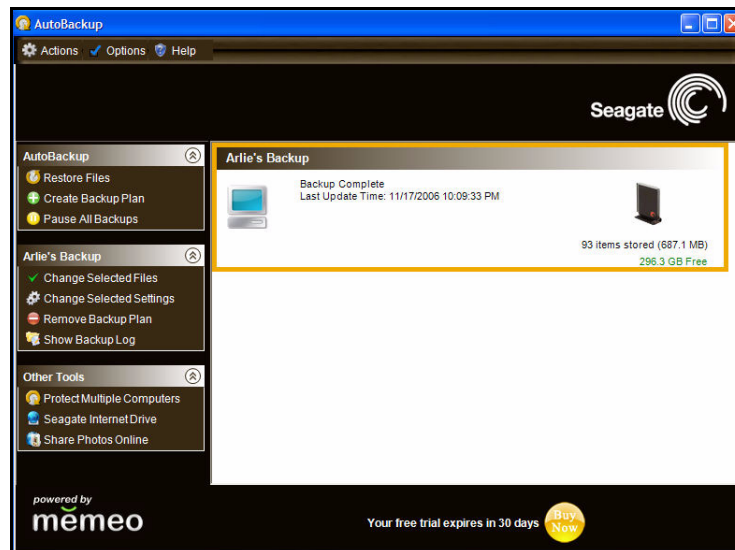 AutoBackup
Actions Options Help
Seagate
AutoBackup
Restore Files
Create Backup Plan
Pause All Backups
Arlie's Backup
Change Selected Files
Change Selected Settings
Remove Backup Plan
Show Backup Log
Other Tools
Protect Multiple Computers
Seagate Internet Drive
Share Photos Online
Arlie's Backup
Backup Complete
Last Update Time: 11/17/2006 10:09:33 PM
93 items stored (687.1 MB)
296.3 GB Free
powered by
mĕmeo
Your free trial expires in 30 days
Buy
Now